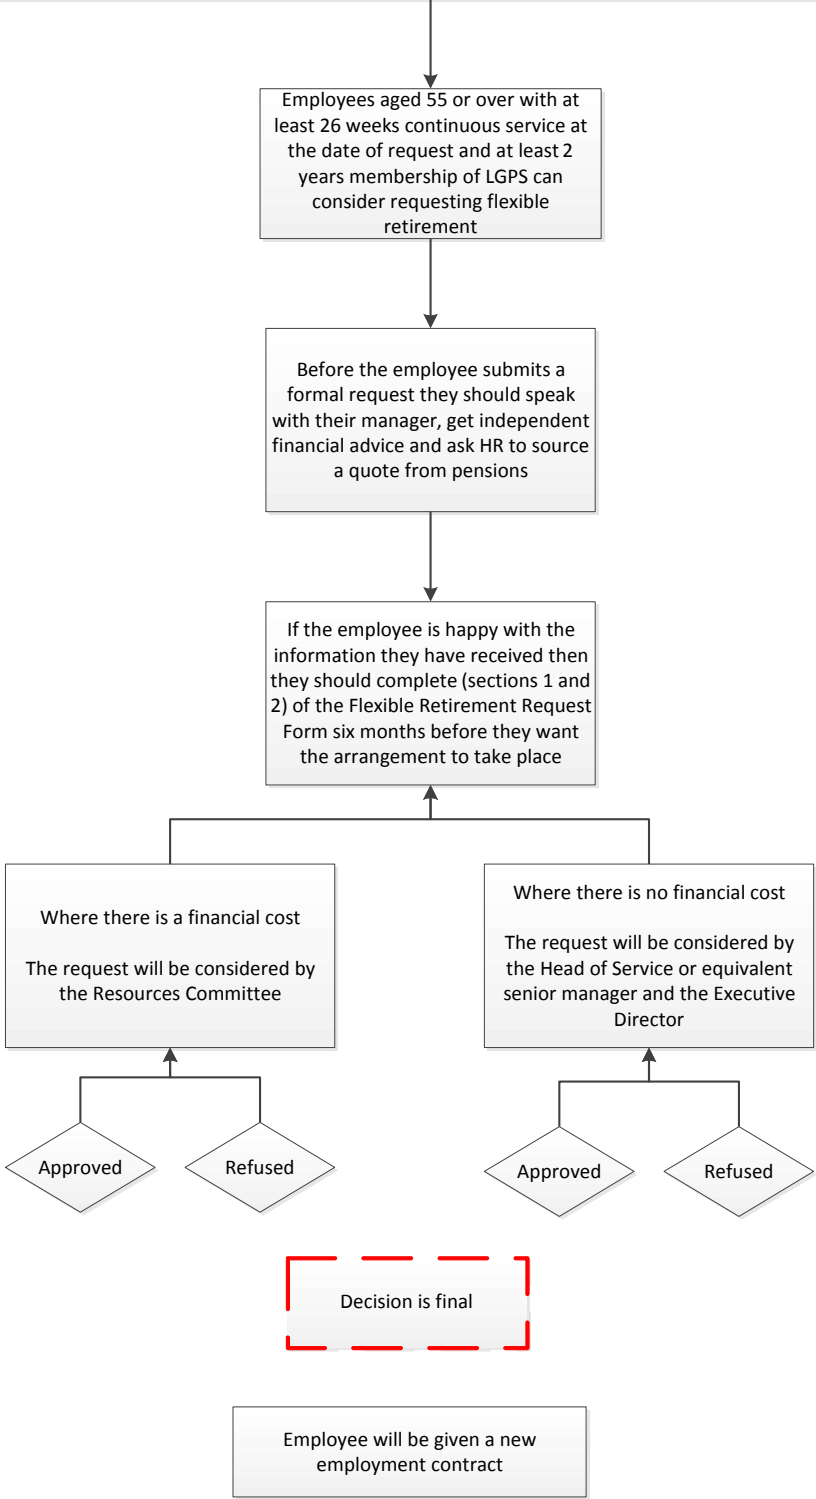 Employees aged 55 or over with at
least 26 weeks continuous service at
the date of request and at least 2
years membership of LGPS can
consider requesting flexible
retirement
Before the employee submits a
formal request they should speak
with their manager, get independent
financial advice and ask HR to source
a quote from pensions
If the employee is happy with the
information they have received then
they should complete (sections 1 and
2) of the Flexible Retirement Request
Form six months before they want
the arrangement to take place
Where there is a financial cost
The request will be considered by
the Resources Committee
Where there is no financial cost
The request will be considered by
the Head of Service or equivalent
senior manager and the Executive
Director
Approved
Refused
Approved
Refused
Decision is final
Employee will be given a new
employment contract